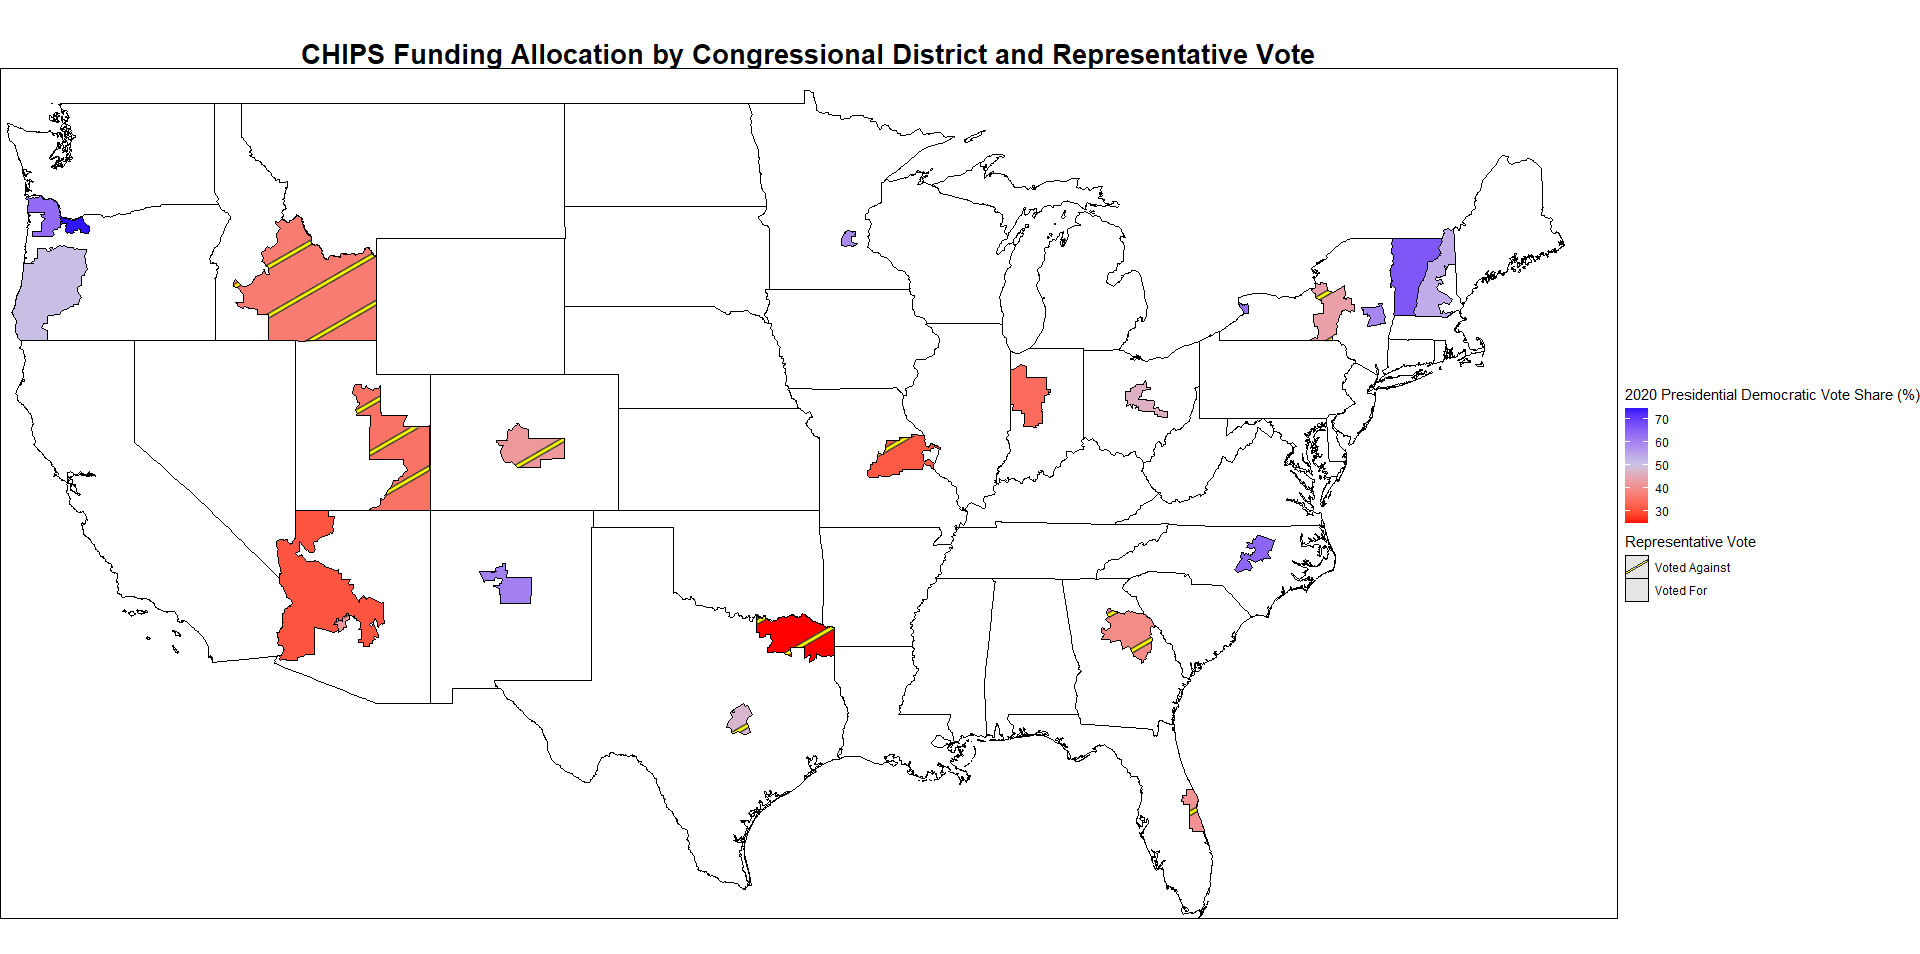 CHIPS Funding Allocation by Congressional District and Representative Vote
2020 Presidential Democratic Vote Share (%)
70
60
50
40
30
Representative Vote
Voted Against
Voted For